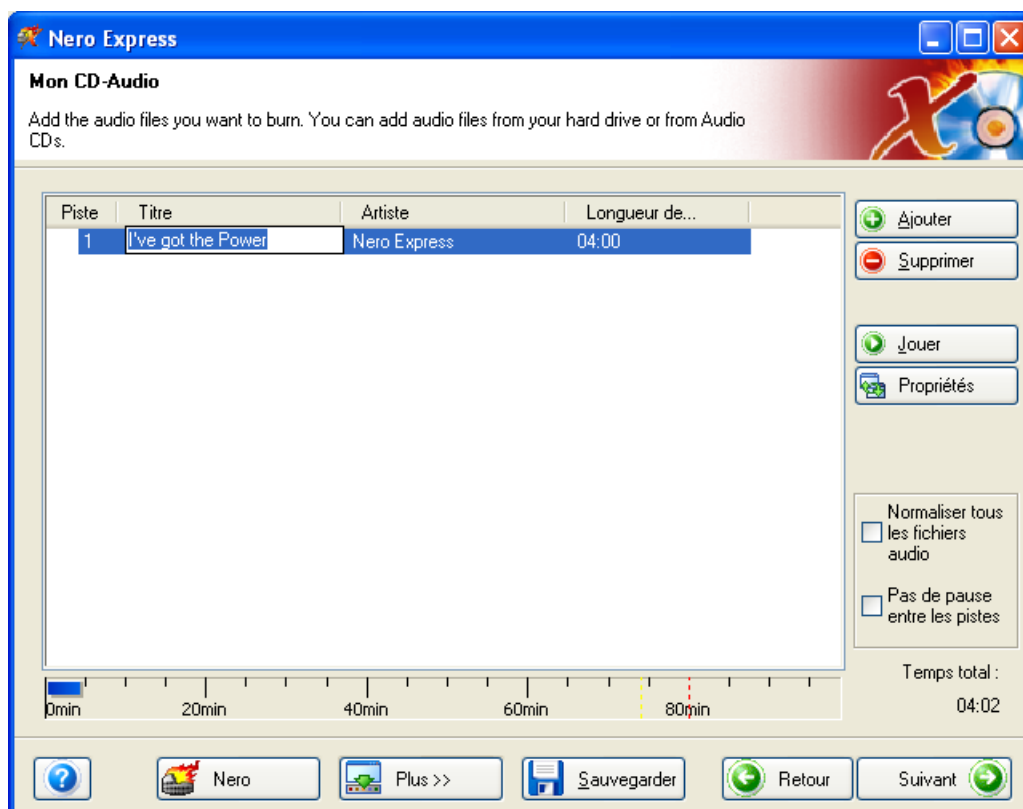 Nero Express
Mon CD-Audio
Add the audio files you want to burn. You can add audio files from your hard drive or from Audio
CDs.
Piste Titre Artiste Longueur de...
1 I've got the Power Nero Express 04:00
Ajouter
Supprimer
Jouer
Propriétés
Normaliser tous
les fichiers
audio
Pas de pause
entre les pistes
Temps total :
04:02
0min 20min 40min 60min 80min
Nero Plus >> Sauvegarder Retour Suivant